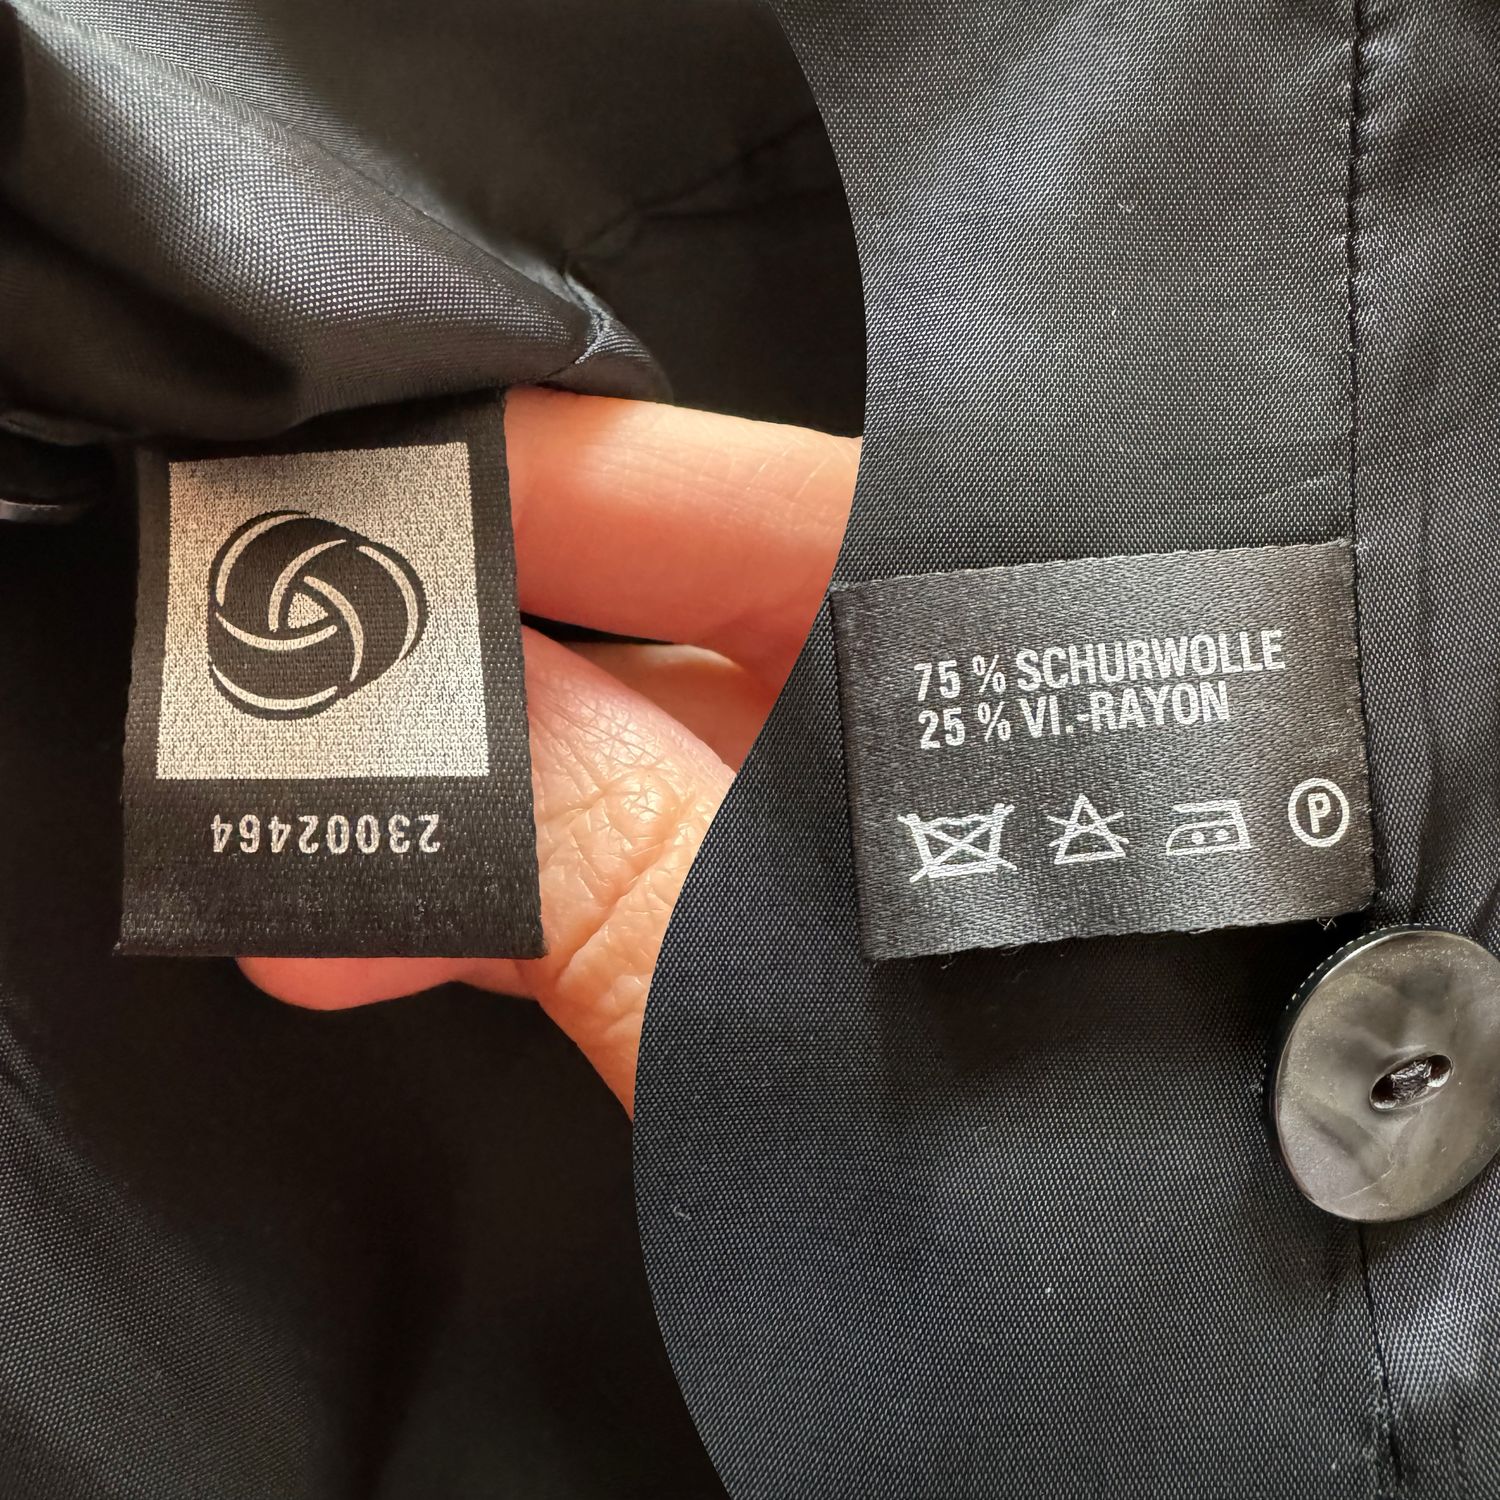 23002464
75 % SCHURWOLLE
25 % VI.-RAYON
P